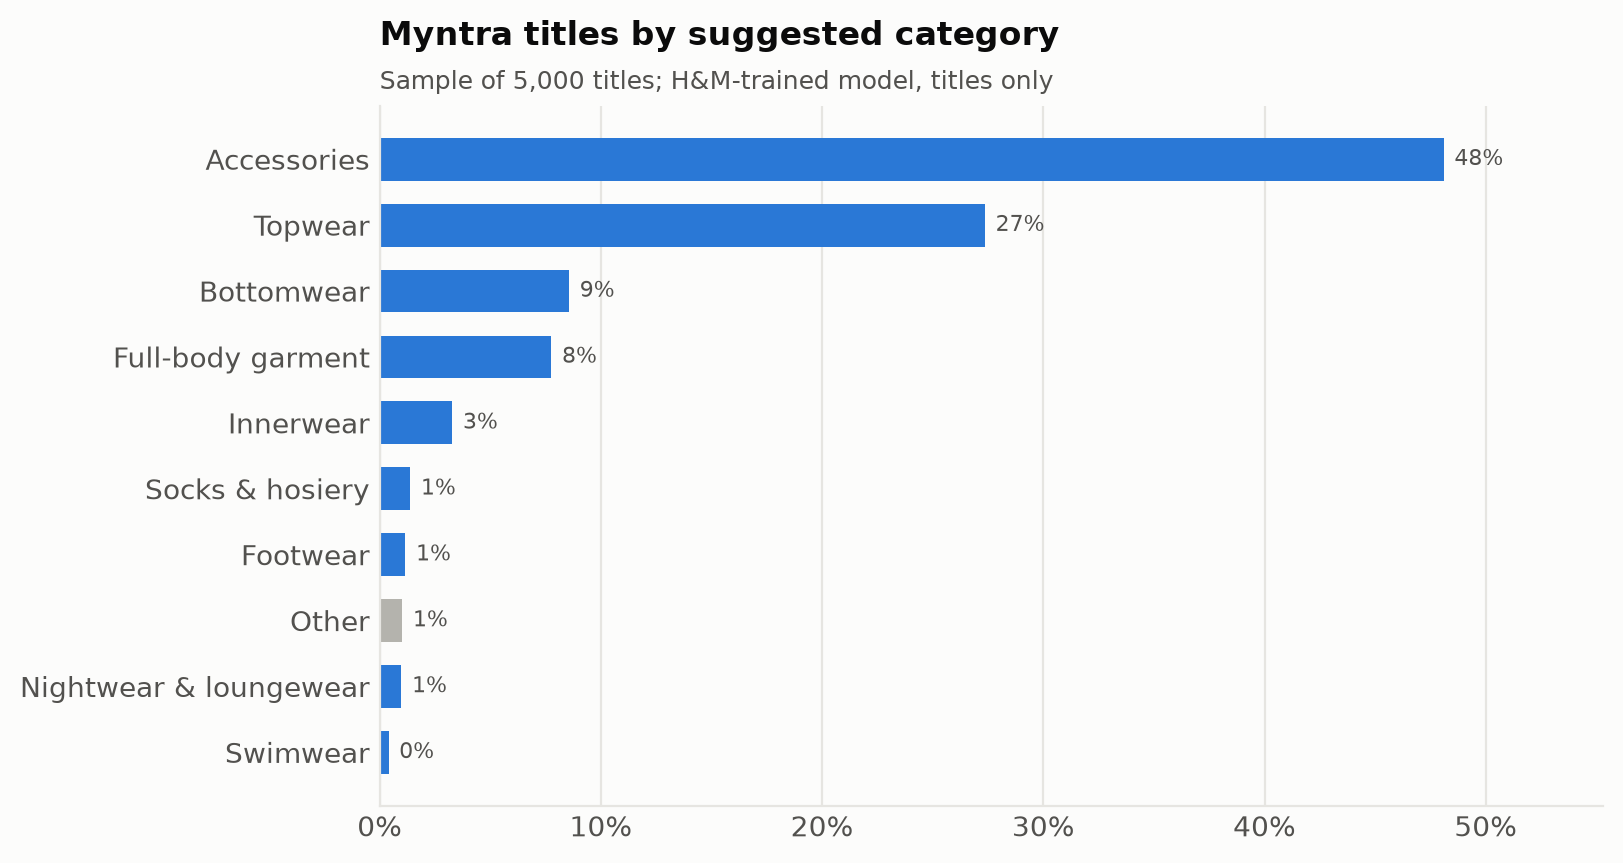 Myntra titles by suggested category
Sample of 5,000 titles; H&M-trained model, titles only
Accessories 48%
Topwear 27%
Bottomwear 9%
Full-body garment 8%
Innerwear 3%
Socks & hosiery 1%
Footwear 1%
Other 1%
Nightwear & loungewear 1%
Swimwear 0%
0% 10% 20% 30% 40% 50%